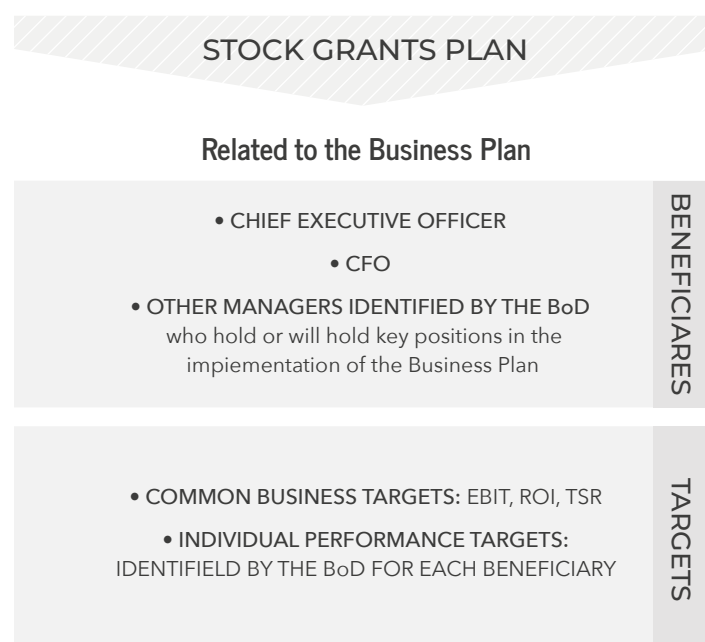 STOCK GRANTS PLAN
Related to the Business Plan
• CHIEF EXECUTIVE OFFICER
• CFO
• OTHER MANAGERS IDENTIFIED BY THE BoD
who hold or will hold key positions in the
impiementation of the Business Plan
BENEFICIARES
• COMMON BUSINESS TARGETS: EBIT, ROI, TSR
• INDIVIDUAL PERFORMANCE TARGETS:
IDENTIFIELD BY THE BoD FOR EACH BENEFICIARY
TARGETS